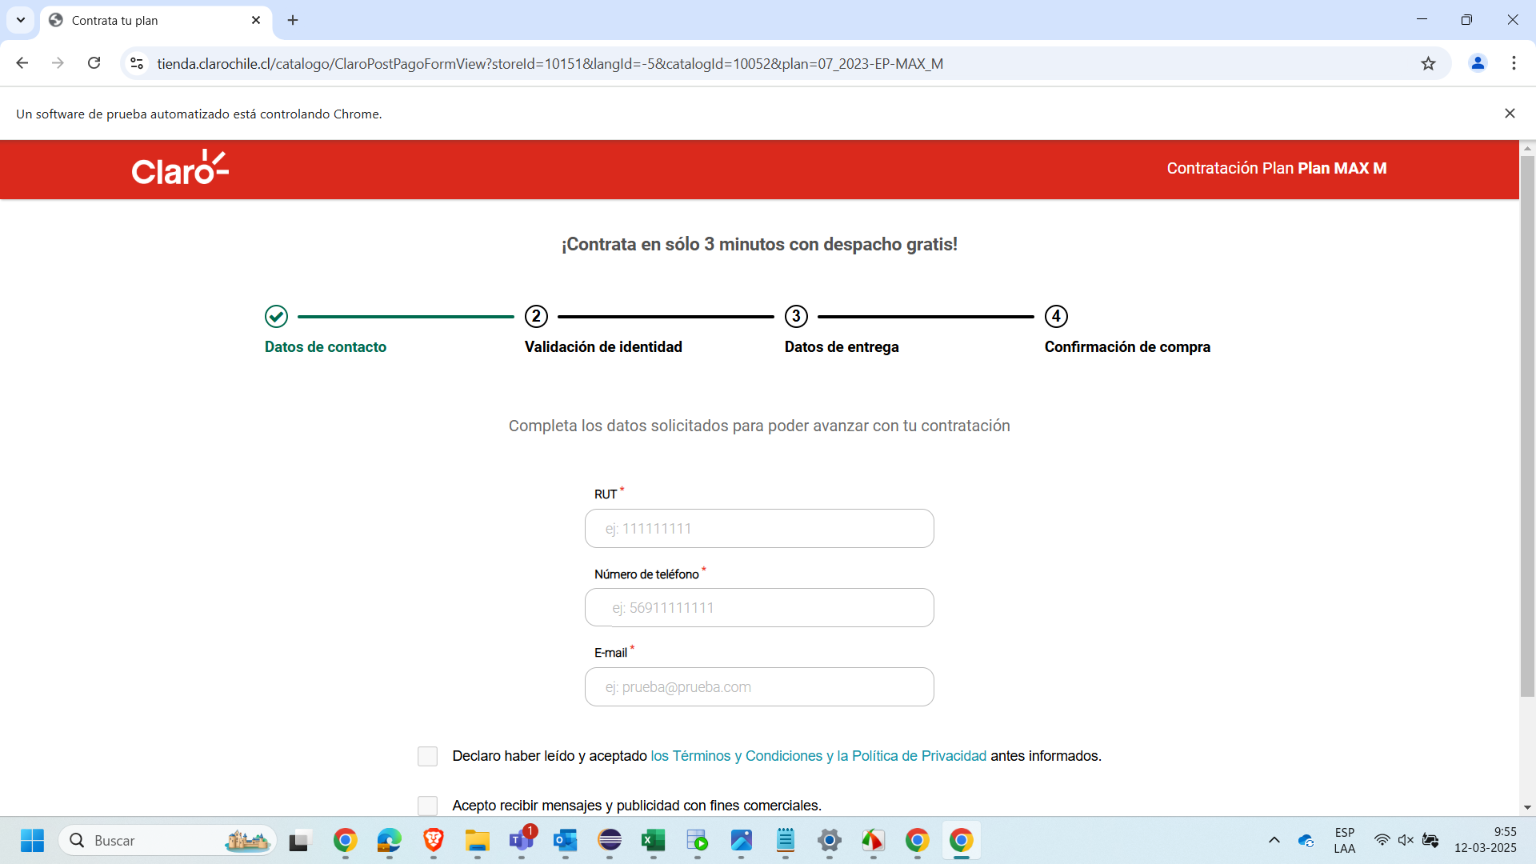 Contrata tu plan
tienda.clarochile.cl/catalogo/ClaroPostPagoFormView?storeId=10151&langId=-5&catalogId=10052&plan=07_2023-EP-MAX_M
Un software de prueba automatizado está controlando Chrome.
Claro
Contratación Plan Plan MAX M
¡Contrata en sólo 3 minutos con despacho gratis!
2
3
4
Datos de contacto
Validación de identidad
Datos de entrega
Confirmación de compra
Completa los datos solicitados para poder avanzar con tu contratación
RUT *
ej: 111111111
Número de teléfono *
ej: 56911111111
E-mail *
ej: prueba@prueba.com
Declaro haber leído y aceptado los Términos y Condiciones y la Política de Privacidad antes informados.
Acepto recibir mensajes y publicidad con fines comerciales.
Buscar
1
ESP
LAA
9:55
12-03-2025